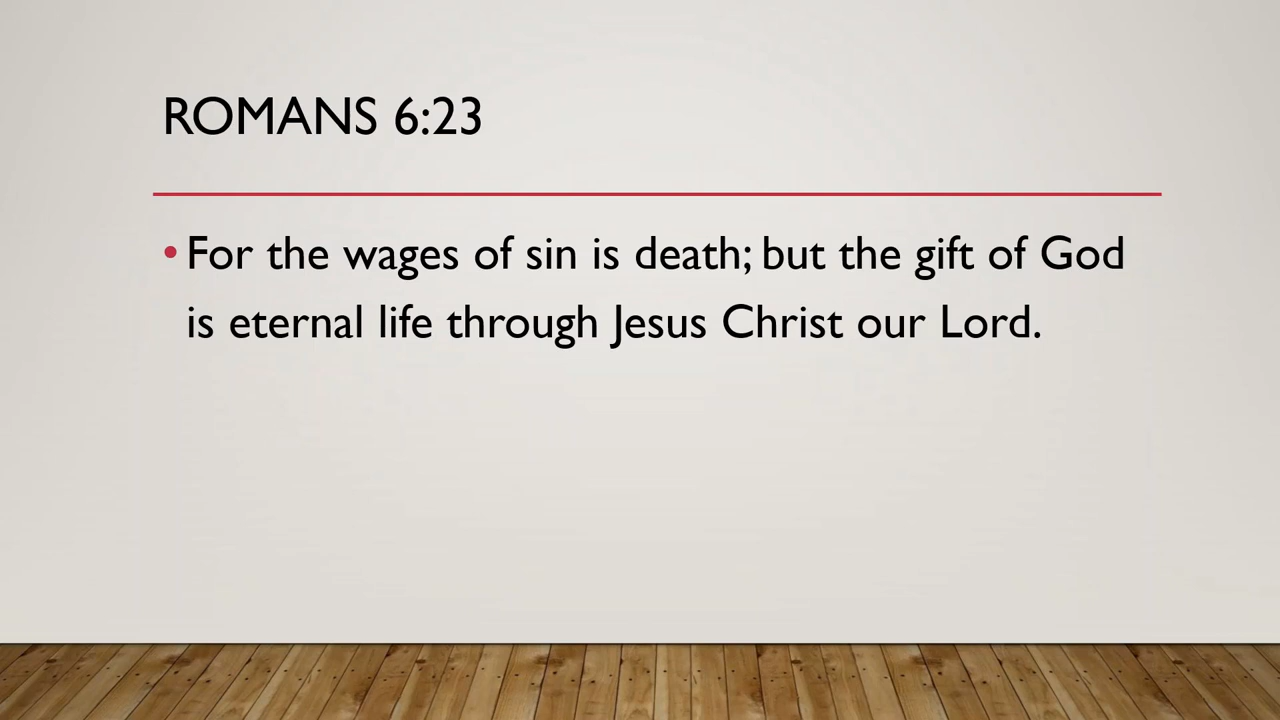 ROMANS 6:23
• For the wages of sin is death; but the gift of God
is eternal life through Jesus Christ our Lord.